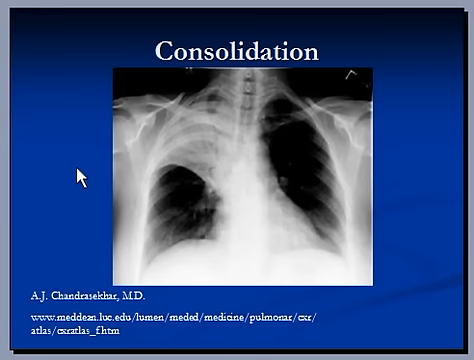 Consolidation
A.J. Chandrasekhar, M.D.
www.meddean.luc.edu/lumen/meded/medicine/pulmonar/cxr/
atlas/cxratlas_f.htm